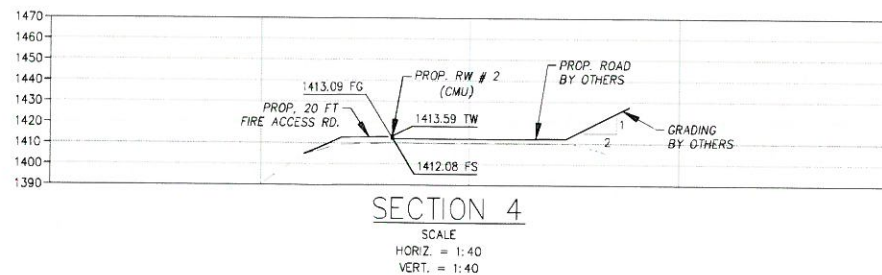 1470
1460
1450
1440
1430
1420
1410
1400
1390
1413.09 FG
PROP. 20 FT
FIRE ACCESS RD.
PROP. RW # 2
(CMU)
1413.59 TW
1412.08 FS
PROP. ROAD
BY OTHERS
1
2
GRADING
BY OTHERS
SECTION 4
SCALE
HORIZ. = 1:40
VERT. = 1:40